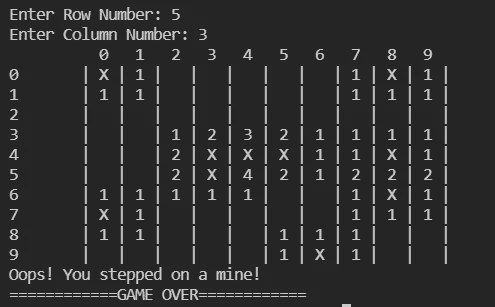 Enter Row Number: 5
Enter Column Number: 3
0 1 2 3 4 5 6 7 8 9
0 | X | 1 | | | | | | 1 | X | 1 |
1 | 1 | 1 | | | | | | 1 | 1 | 1 |
2 | | | | | | | | | | |
3 | | | 1 | 2 | 3 | 2 | 1 | 1 | 1 | 1 |
4 | | | 2 | X | X | X | 1 | 1 | X | 1 |
5 | | | 2 | X | 4 | 2 | 1 | 2 | 2 | 2 |
6 | 1 | 1 | 1 | 1 | 1 | | | 1 | X | 1 |
7 | X | 1 | | | | | | 1 | 1 | 1 |
8 | 1 | 1 | | | | 1 | 1 | 1 | | |
9 | | | | | | 1 | X | 1 | | |
Oops! You stepped on a mine!
============GAME OVER============